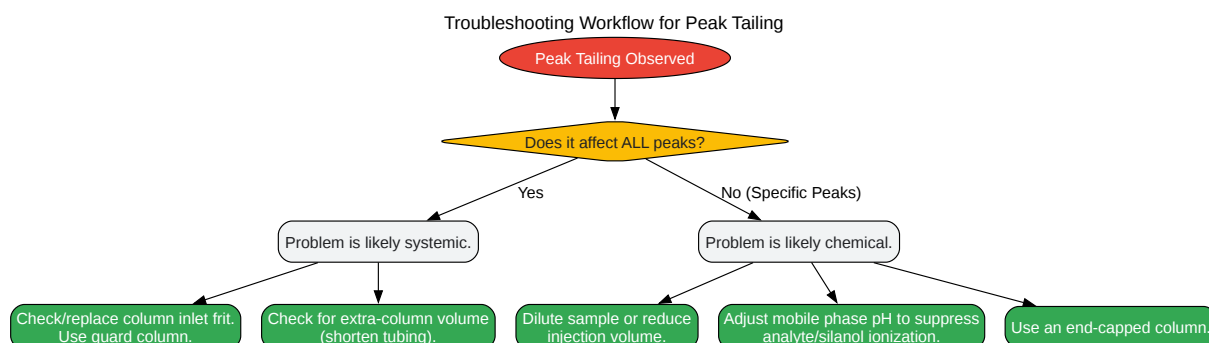 Troubleshooting Workflow for Peak Tailing
Peak Tailing Observed
Does it affect ALL peaks?
Yes
No (Specific Peaks)
Problem is likely systemic.
Problem is likely chemical.
Check/replace column inlet frit.
Use guard column.
Check for extra-column volume
(shorten tubing).
Dilute sample or reduce
injection volume.
Adjust mobile phase pH to suppress
analyte/silanol ionization.
Use an end-capped column.